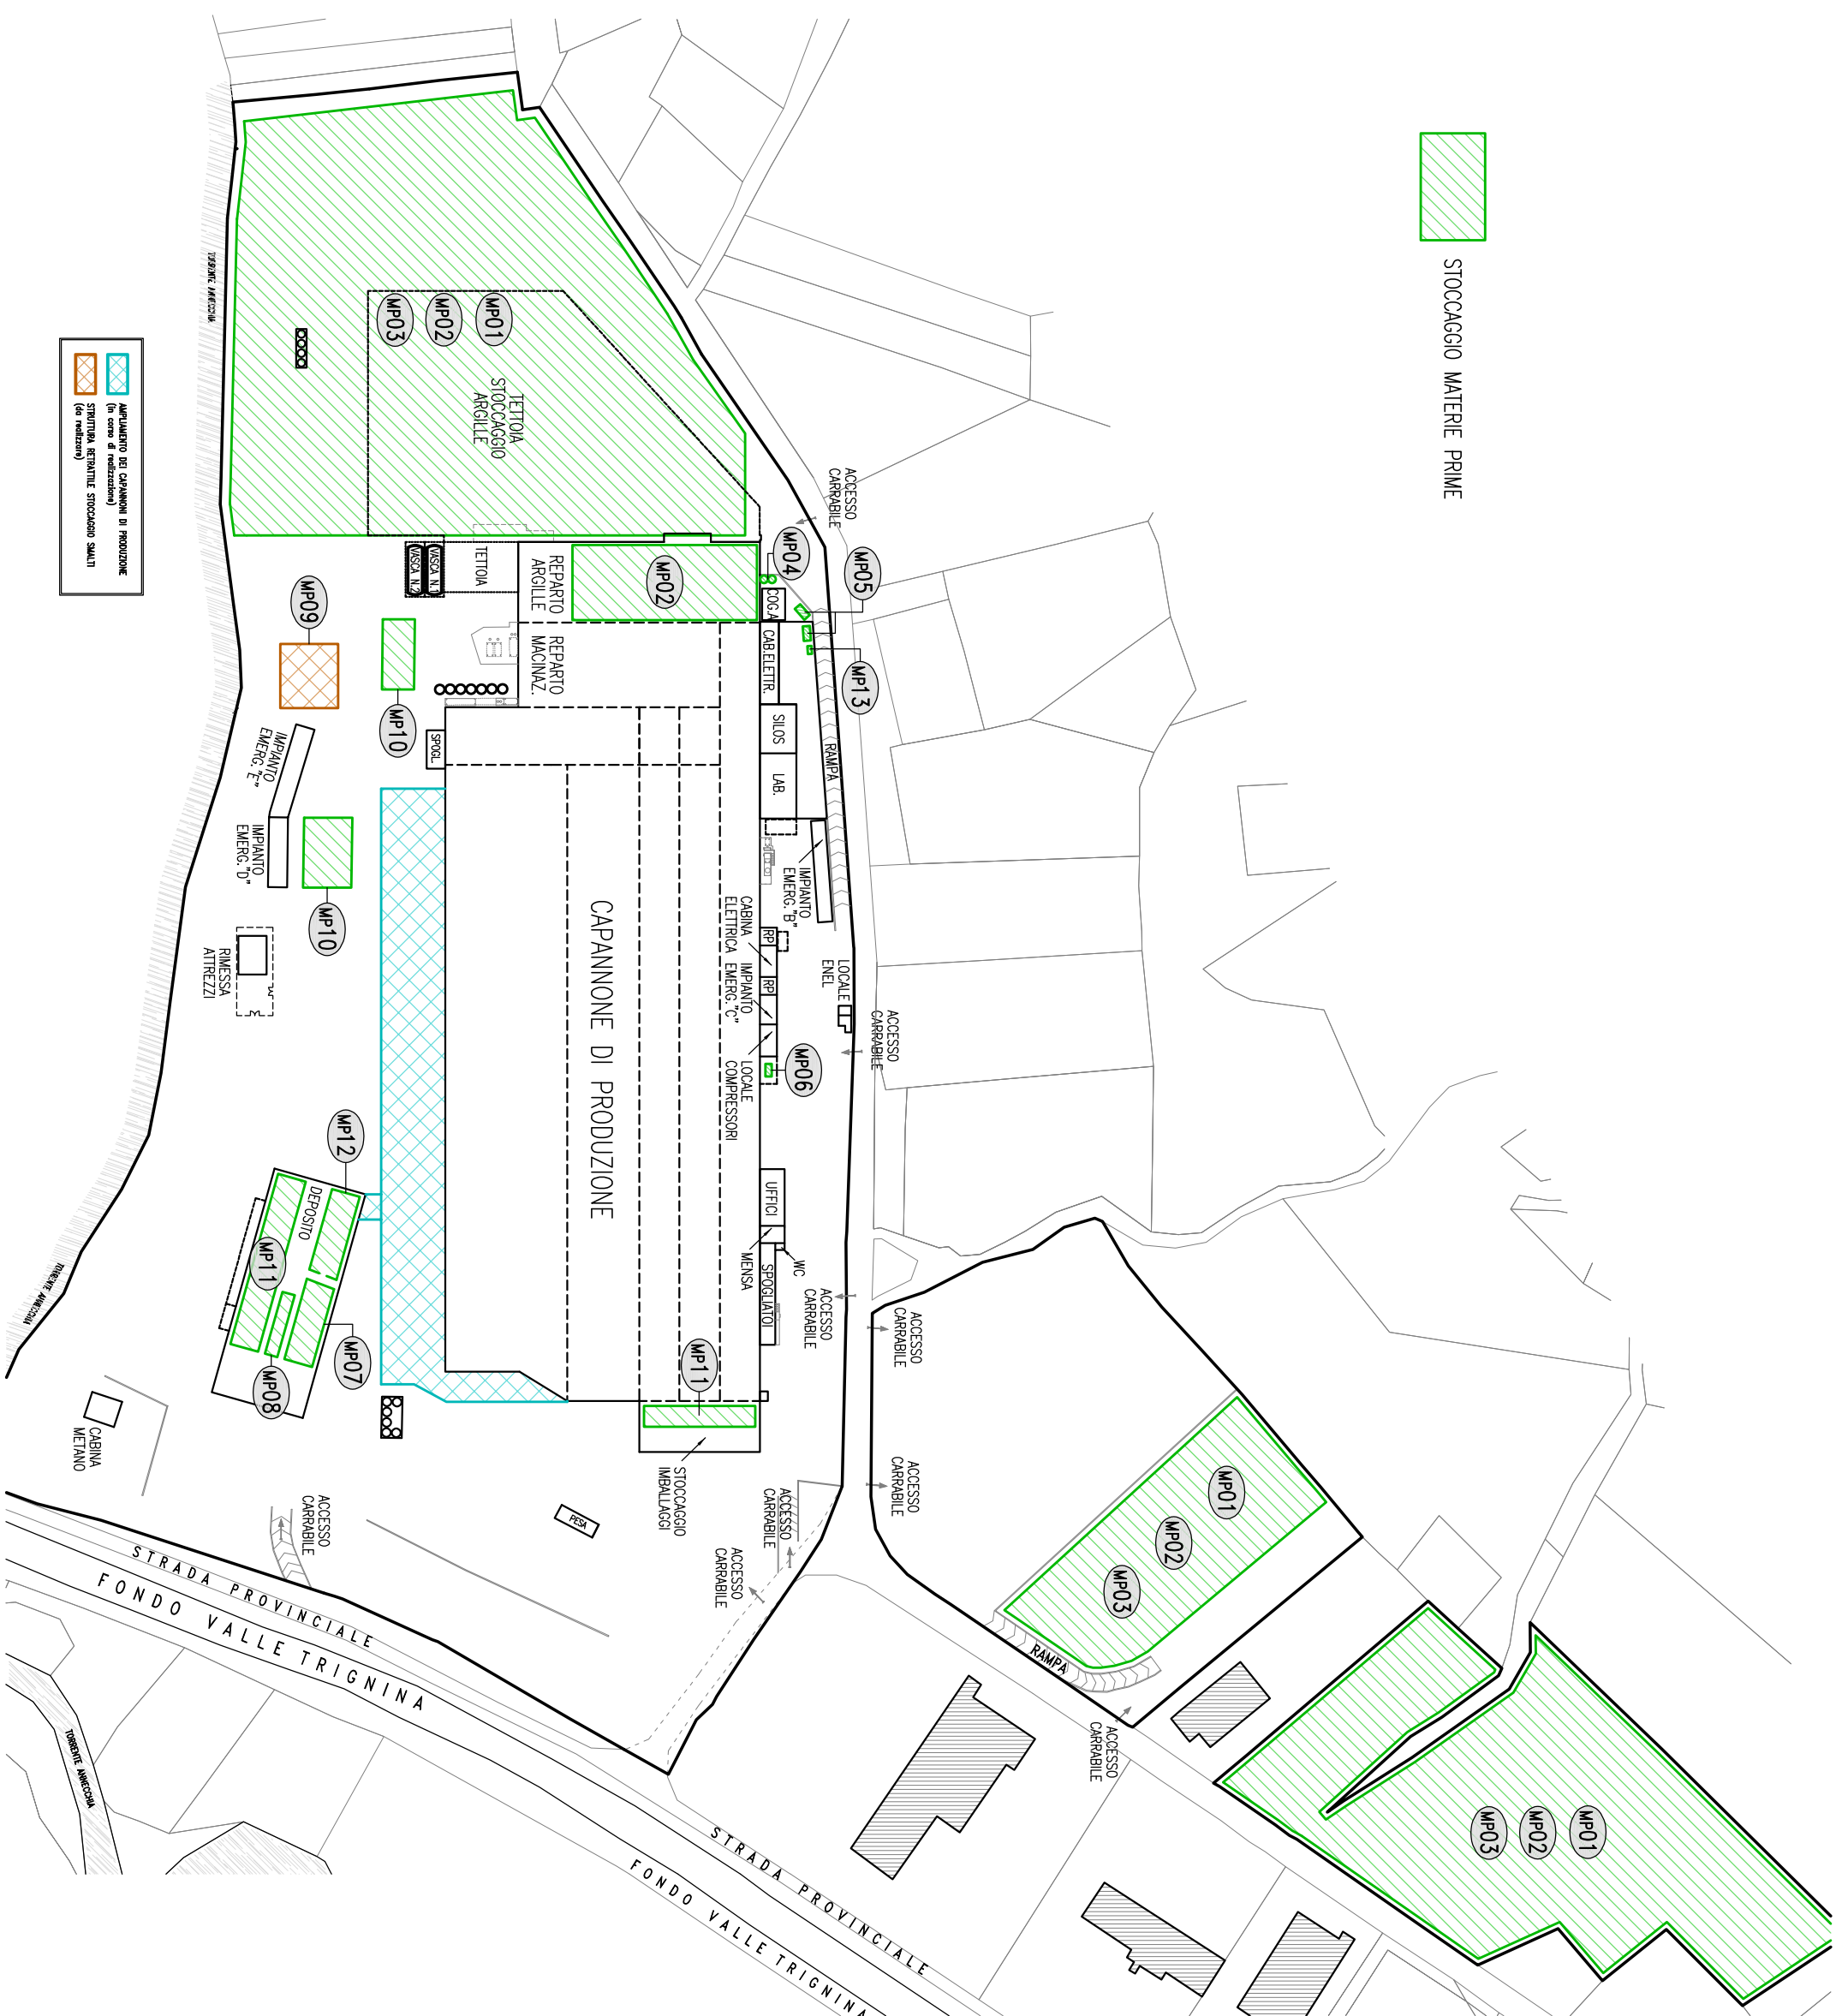 STOCCAGGIO MATERIE PRIME
ACCESSO
CARRABILE
MP04
MP05
MP13
COG.A
CAB.ELETTR.
SILOS
LAB.
RAMPA
IMPIANTO
EMERG."B"
CABINA
ELETTRICA
IMPIANTO
EMERG."C"
RP
RP
LOCALE
ENEL
ACCESSO
CARRABILE
LOCALE
COMPRESSORI
MP06
UFFICI
MENSA
WC
SPOGLIATOI
ACCESSO
CARRABILE
ACCESSO
CARRABILE
ACCESSO
CARRABILE
ACCESSO
CARRABILE
ACCESSO
CARRABILE
MP01
MP02
MP03
RAMPA
ACCESSO
CARRABILE
MP01
MP02
MP03
MP01
MP02
MP03
TETTOIA
STOCCAGGIO
ARGILLE
MP02
REPARTO
ARGILLE
REPARTO
MACINAZ.
TETTOIA
VASCA N.1
VASCA N.2
SPOGL.
CAPANNONE DI PRODUZIONE
MP11
STOCCAGGIO
IMBALLAGGI
PESA
MP09
MP10
IMPIANTO
EMERG."E"
IMPIANTO
EMERG."D"
MP10
RIMESSA
ATTREZZI
MP12
DEPOSITO
MP11
MP07
MP08
CABINA
METANO
ACCESSO
CARRABILE
TORRENTE ANNECCHIA
TORRENTE ANNECCHIA
TORRENTE ANNECCHIA
STRADA PROVINCIALE
FONDO VALLE TRIGNINA
STRADA PROVINCIALE
FONDO VALLE TRIGNINA
AMPLIAMENTO DEI CAPANNONI DI PRODUZIONE
(in corso di realizzazione)
STRUTTURA RETRATTILE STOCCAGGIO SMALTI
(da realizzare)